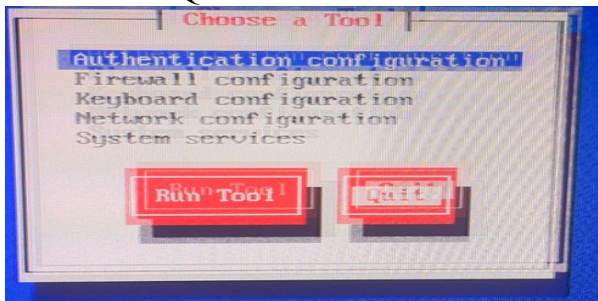 Choose a Tool
Authentication configuration
Firewall configuration
Keyboard configuration
Network configuration
System services
Run Tool
Quit